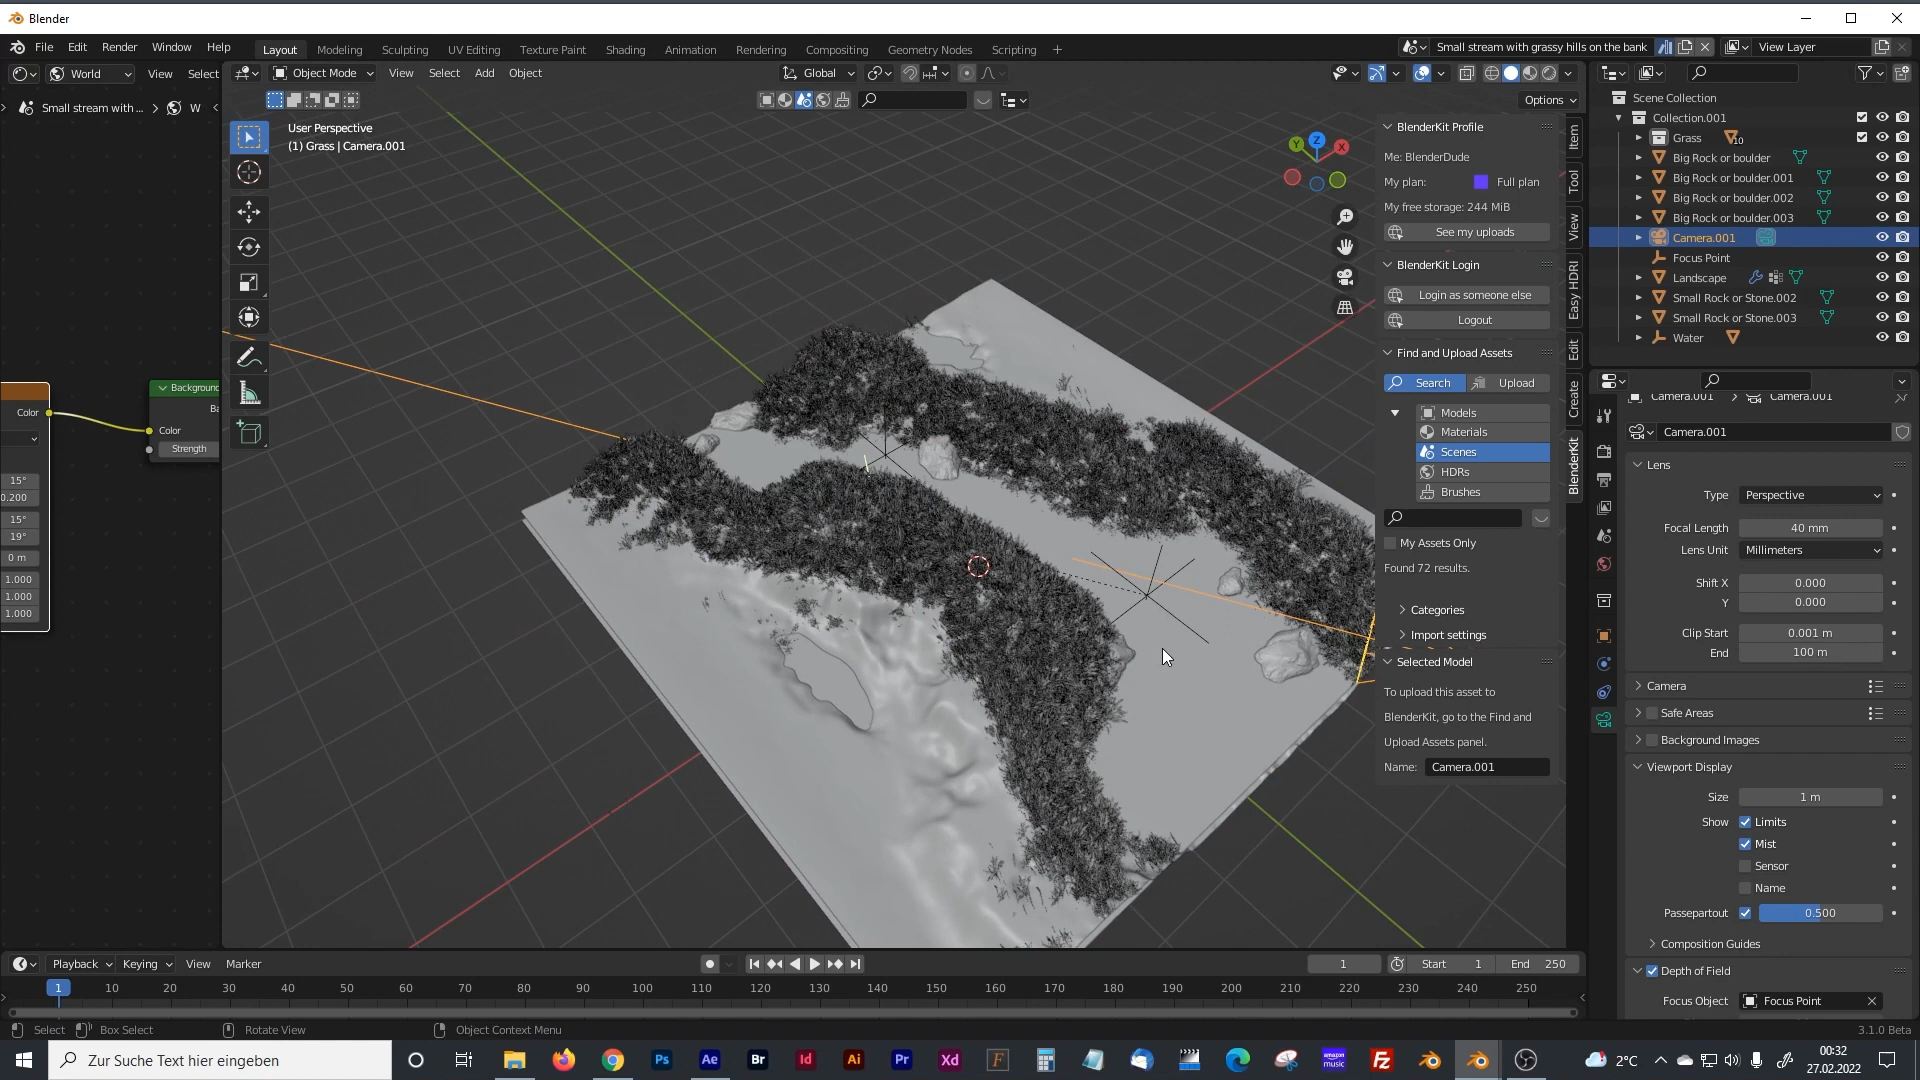 Blender
File Edit Render Window Help
Layout Modeling Sculpting UV Editing Texture Paint Shading Animation Rendering Compositing Geometry Nodes Scripting +
Small stream with grassy hills on the bank
View Layer
World View Select
Object Mode View Select Add Object
Global
Small stream with ... > W
Options
User Perspective
(1) Grass | Camera.001
Z
Y
X
Background
Ba
Color
Color
Strength
15°
0.200
15°
19°
0 m
1.000
1.000
1.000
BlenderKit Profile
Me: BlenderDude
My plan: Full plan
My free storage: 244 MiB
See my uploads
BlenderKit Login
Login as someone else
Logout
Find and Upload Assets
Search Upload
Models
Materials
Scenes
HDRs
Brushes
My Assets Only
Found 72 results.
Categories
Import settings
Selected Model
To upload this asset to
BlenderKit, go to the Find and
Upload Assets panel.
Name: Camera.001
Item
Tool
View
Easy HDRI
Edit
Create
BlenderKit
Scene Collection
Collection.001
Grass 10
Big Rock or boulder
Big Rock or boulder.001
Big Rock or boulder.002
Big Rock or boulder.003
Camera.001
Focus Point
Landscape
Small Rock or Stone.002
Small Rock or Stone.003
Water
Camera.001 > Camera.001
Camera.001
Lens
Type Perspective
Focal Length 40 mm
Lens Unit Millimeters
Shift X 0.000
Y 0.000
Clip Start 0.001 m
End 100 m
Camera
Safe Areas
Background Images
Viewport Display
Size 1 m
Show Limits
Mist
Sensor
Name
Passepartout 0.500
Composition Guides
Depth of Field
Focus Object Focus Point
Playback Keying View Marker
1 Start 1 End 250
1 10 20 30 40 50 60 70 80 90 100 110 120 130 140 150 160 170 180 190 200 210 220 230 240 250
Select Box Select Rotate View Object Context Menu
3.1.0 Beta
Zur Suche Text hier eingeben
Ps Ae Br Id Ai Pr Xd F amazon music Fz
2°C
00:32
27.02.2022